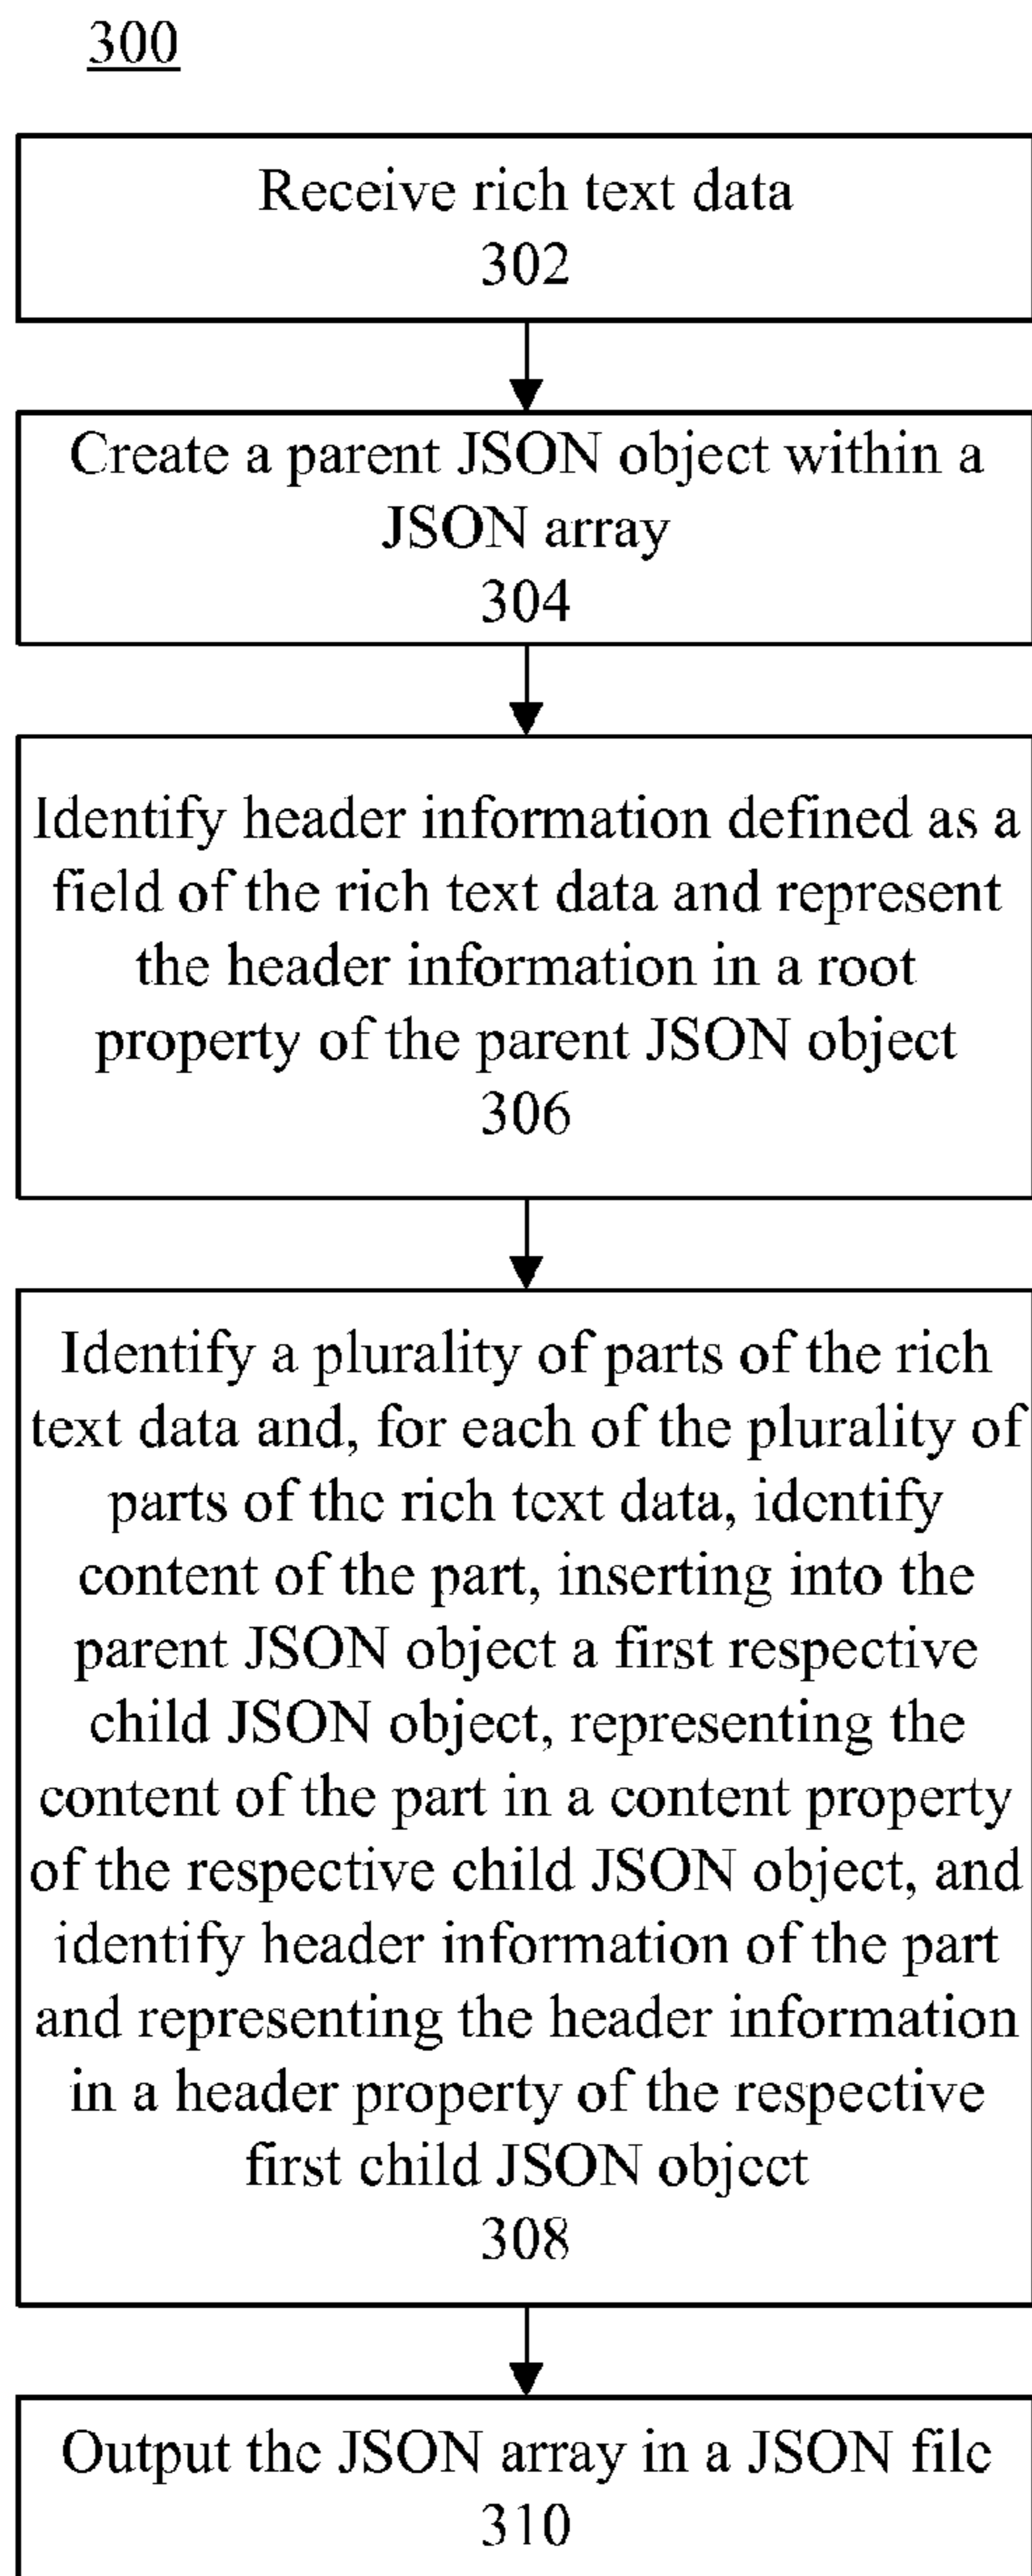 300
Receive rich text data
302
Create a parent JSON object within a
JSON array
304
Identify header information defined as a
field of the rich text data and represent
the header information in a root
property of the parent JSON object
306
Identify a plurality of parts of the rich
text data and, for each of the plurality of
parts of the rich text data, identify
content of the part, inserting into the
parent JSON object a first respective
child JSON object, representing the
content of the part in a content property
of the respective child JSON object, and
identify header information of the part
and representing the header information
in a header property of the respective
first child JSON object
308
Output the JSON array in a JSON file
310